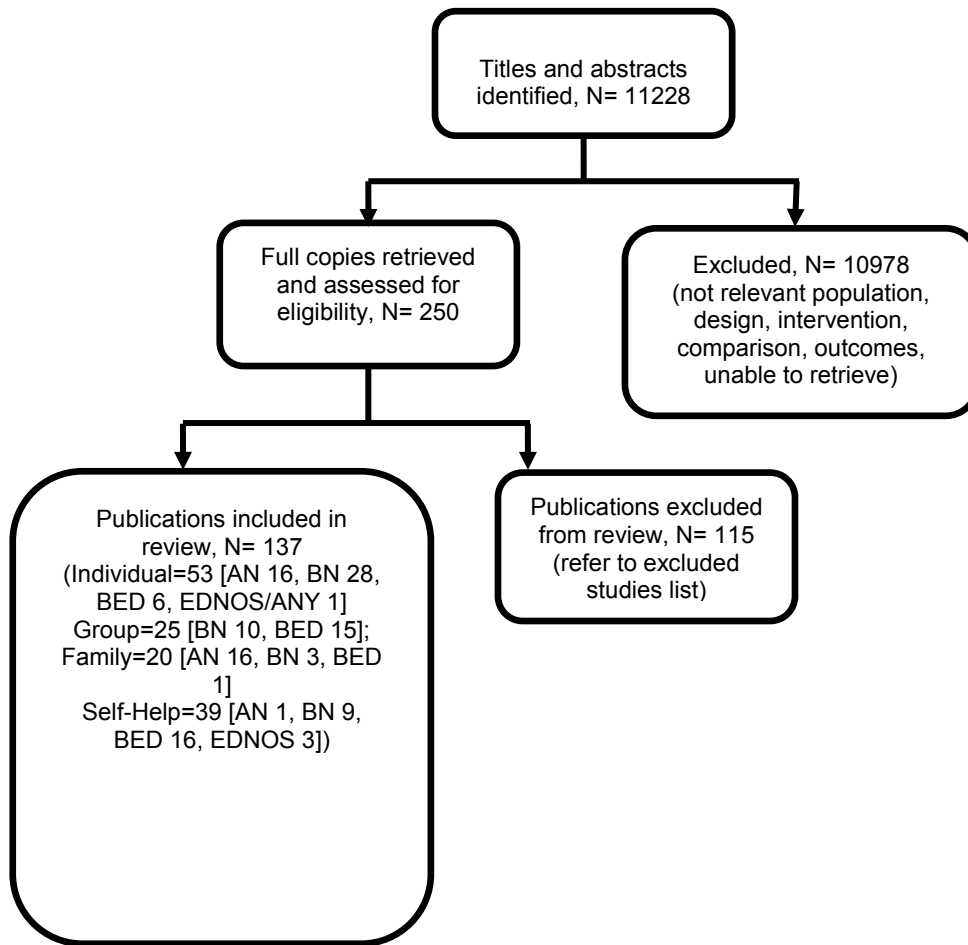 Titles and abstracts
identified, N= 11228
Full copies retrieved
and assessed for
eligibility, N= 250
Excluded, N= 10978
(not relevant population,
design, intervention,
comparison, outcomes,
unable to retrieve)
Publications included in
review, N= 137
(Individual=53 [AN 16, BN 28,
BED 6, EDNOS/ANY 1]
Group=25 [BN 10, BED 15];
Family=20 [AN 16, BN 3, BED
1]
Self-Help=39 [AN 1, BN 9,
BED 16, EDNOS 3])
Publications excluded
from review, N= 115
(refer to excluded
studies list)